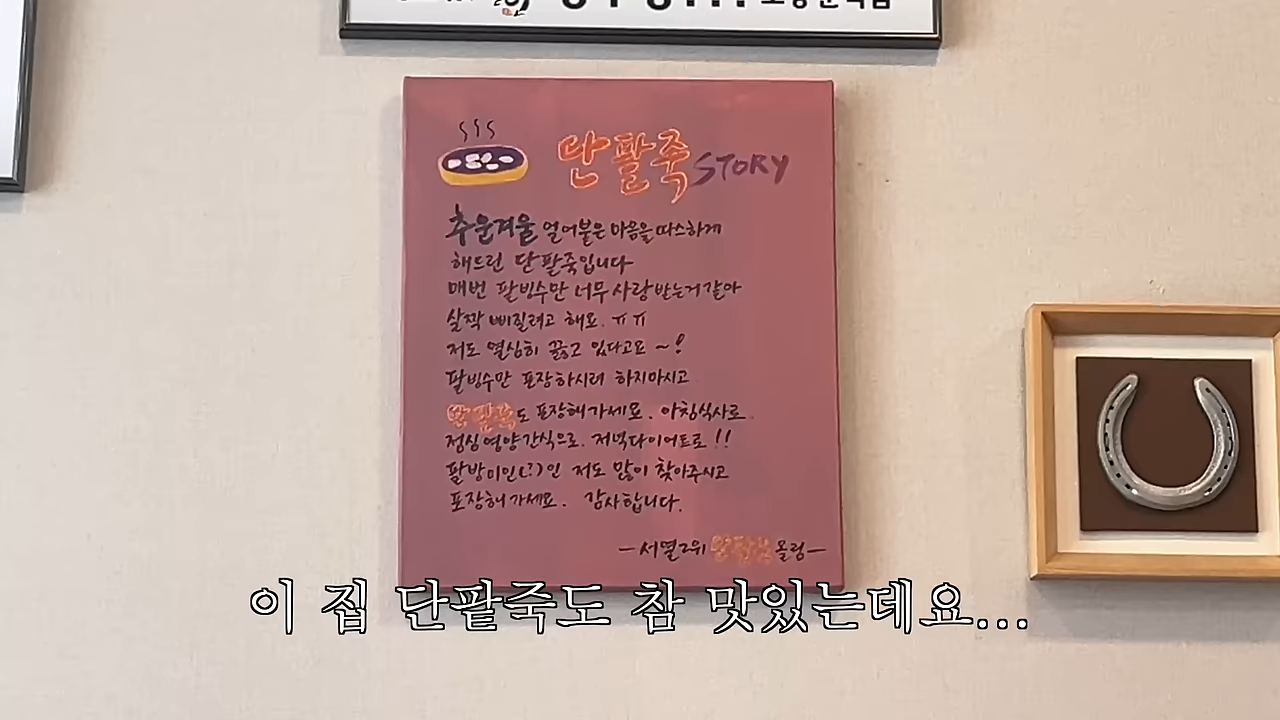 단팥죽 STORY
추운겨울 얼어붙은 마음을 따스하게
해드린 단팥죽입니다
매번 팥빙수만 너무 사랑받는거같아
살짝 삐질려고 해요. ㅠㅠ
저도 열심히 끓고 있다고요 ~!
팥빙수만 포장하시려 하지마시고
단팥죽도 포장해가세요. 아침식사로.
점심영양간식으로. 저녁다이어트로!!
팔방미인(?)인 저도 많이 찾아주시고
포장해가세요. 감사합니다.
-서열2위 단팥죽 올림-
이 집 단팥죽도 참 맛있는데요...